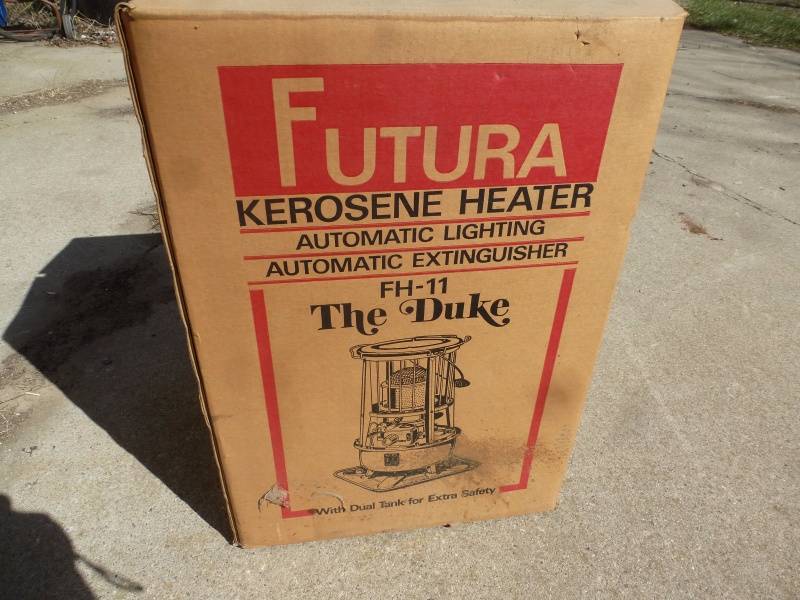 FUTURA
KEROSENE HEATER
AUTOMATIC LIGHTING
AUTOMATIC EXTINGUISHER
FH-11
The Duke
With Dual Tank for Extra Safety